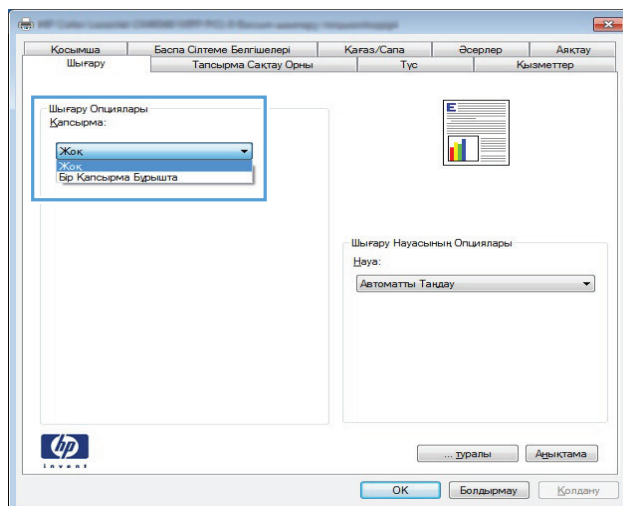 Қосымша Баспа Сілтеме Белгішелері Қағаз/Сапа Әсерлер Аяқтау
Шығару Тапсырма Сақтау Орны Түс Қызметтер
Шығару Опциялары
Қапсырма:
Жоқ
Жоқ
Бір Қапсырма Бұрышта
E
Шығару Науасының Опциялары
Науа:
Автоматты Таңдау
hp
invent
... туралы Анықтама
OK Болдырмау Қолдану